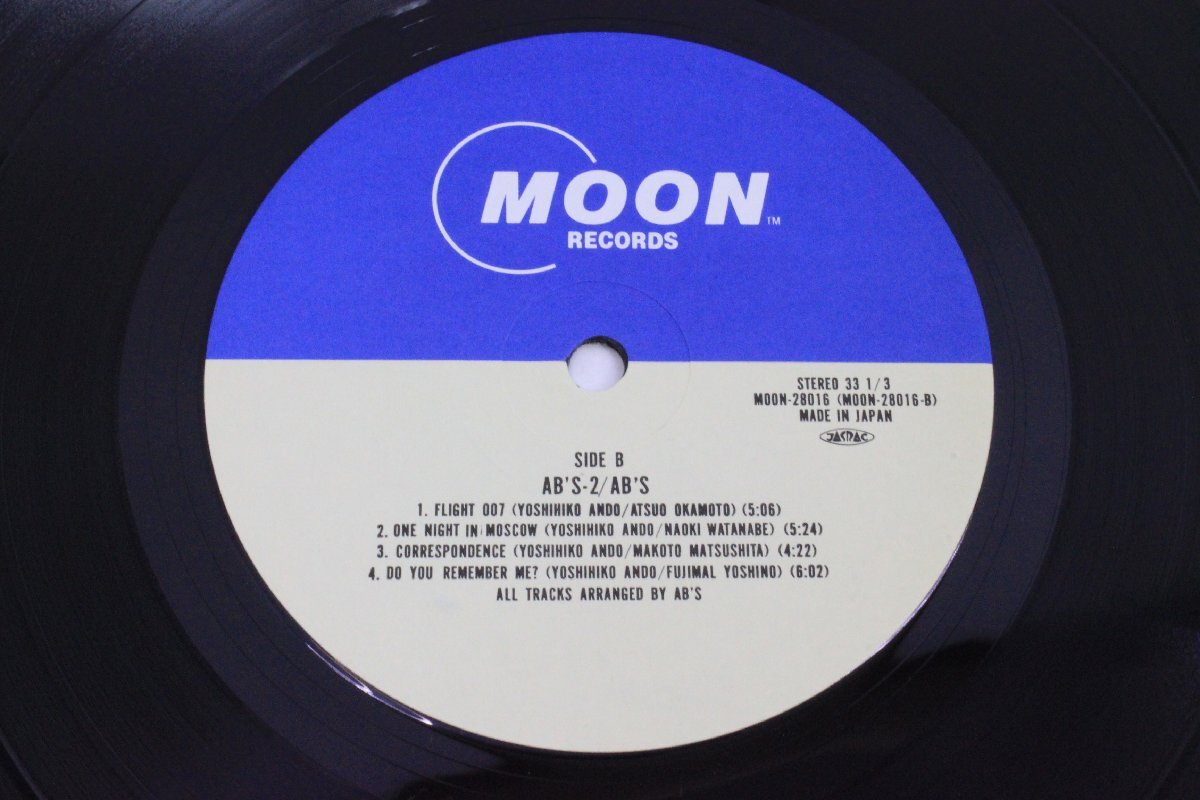 MOON™
RECORDS
STEREO 33 1/3
MOON-28016 (MOON-28016-B)
MADE IN JAPAN
JASRAC
SIDE B
AB'S-2/AB'S
1. FLIGHT 007 (YOSHIHIKO ANDO/ATSUO OKAMOTO) (5:06)
2. ONE NIGHT IN MOSCOW (YOSHIHIKO ANDO/NAOKI WATANABE) (5:24)
3. CORRESPONDENCE (YOSHIHIKO ANDO/MAKOTO MATSUSHITA) (4:22)
4. DO YOU REMEMBER ME? (YOSHIHIKO ANDO/FUJIMAL YOSHINO) (6:02)
ALL TRACKS ARRANGED BY AB'S